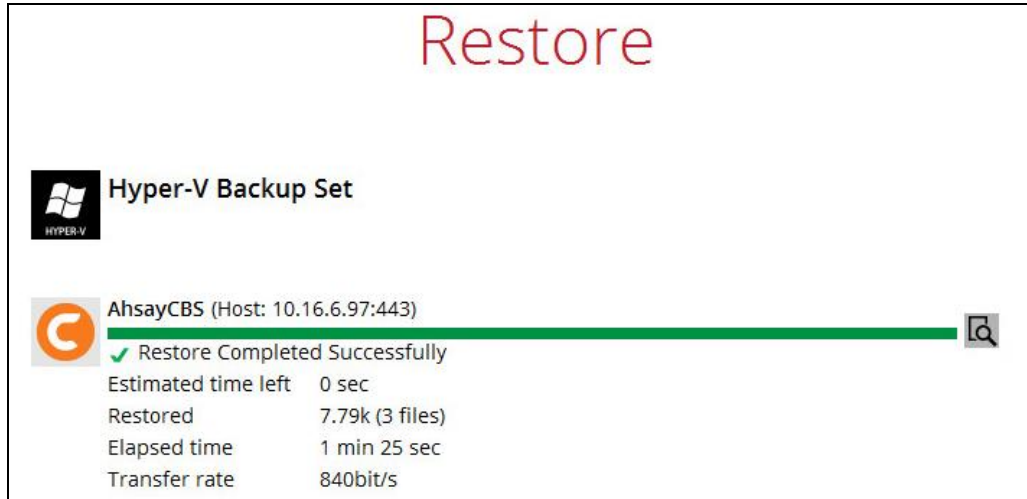 Restore
HYPER-V
Hyper-V Backup Set
AhsayCBS (Host: 10.16.6.97:443)
Restore Completed Successfully
Estimated time left 0 sec
Restored 7.79k (3 files)
Elapsed time 1 min 25 sec
Transfer rate 840bit/s